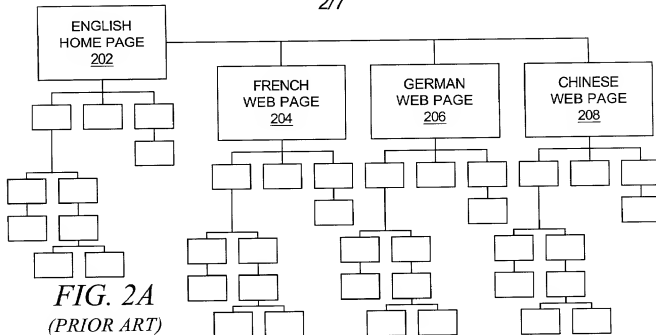 2/7
ENGLISH
HOME PAGE
202
FRENCH
WEB PAGE
204
GERMAN
WEB PAGE
206
CHINESE
WEB PAGE
208
FIG. 2A
(PRIOR ART)